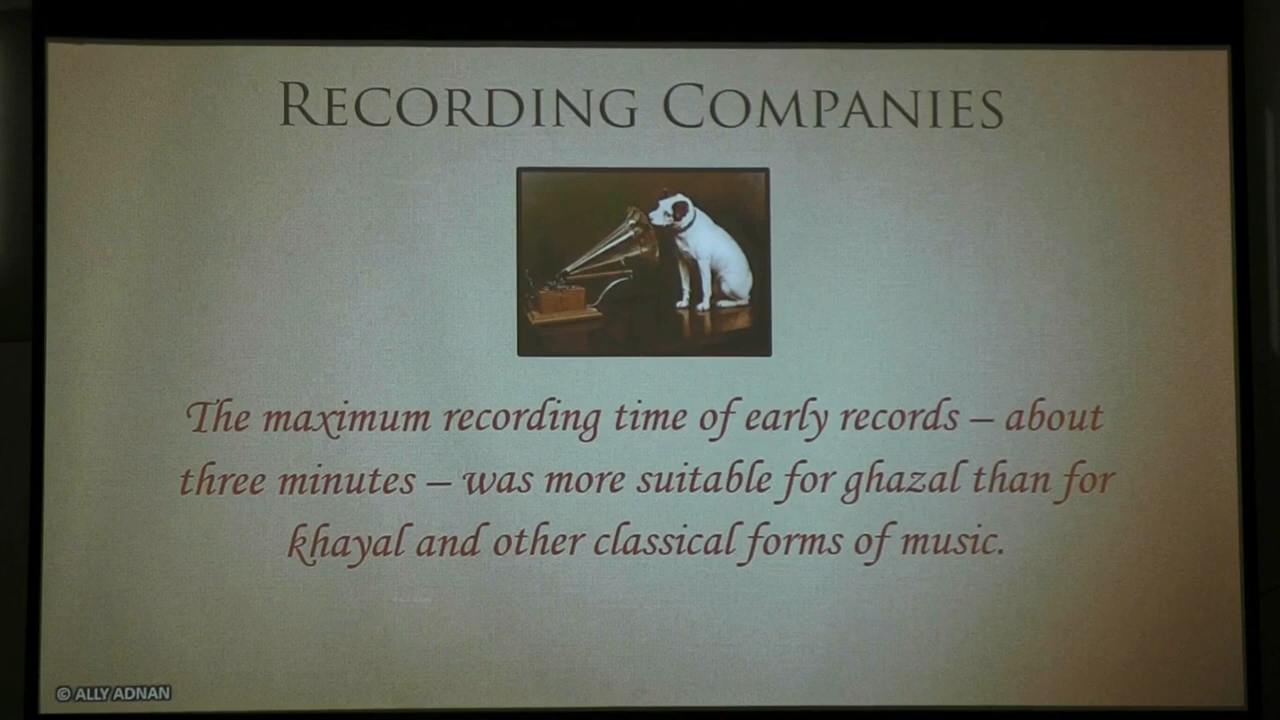 RECORDING COMPANIES
The maximum recording time of early records – about
three minutes – was more suitable for ghazal than for
khayal and other classical forms of music.
© ALLY ADNAN